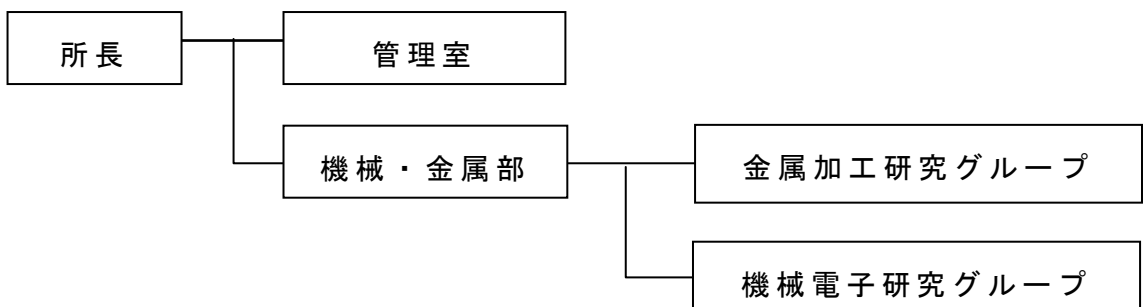 所長
管理室
機械・金属部
金属加工研究グループ
機械電子研究グループ